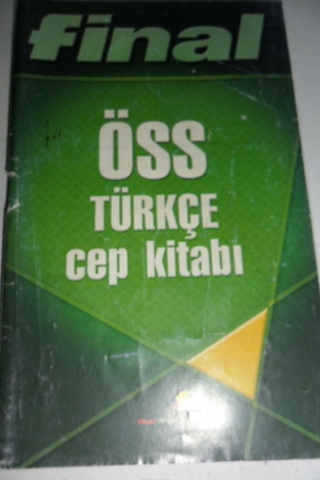 final
ÖSS
TÜRKÇE
cep kitabı